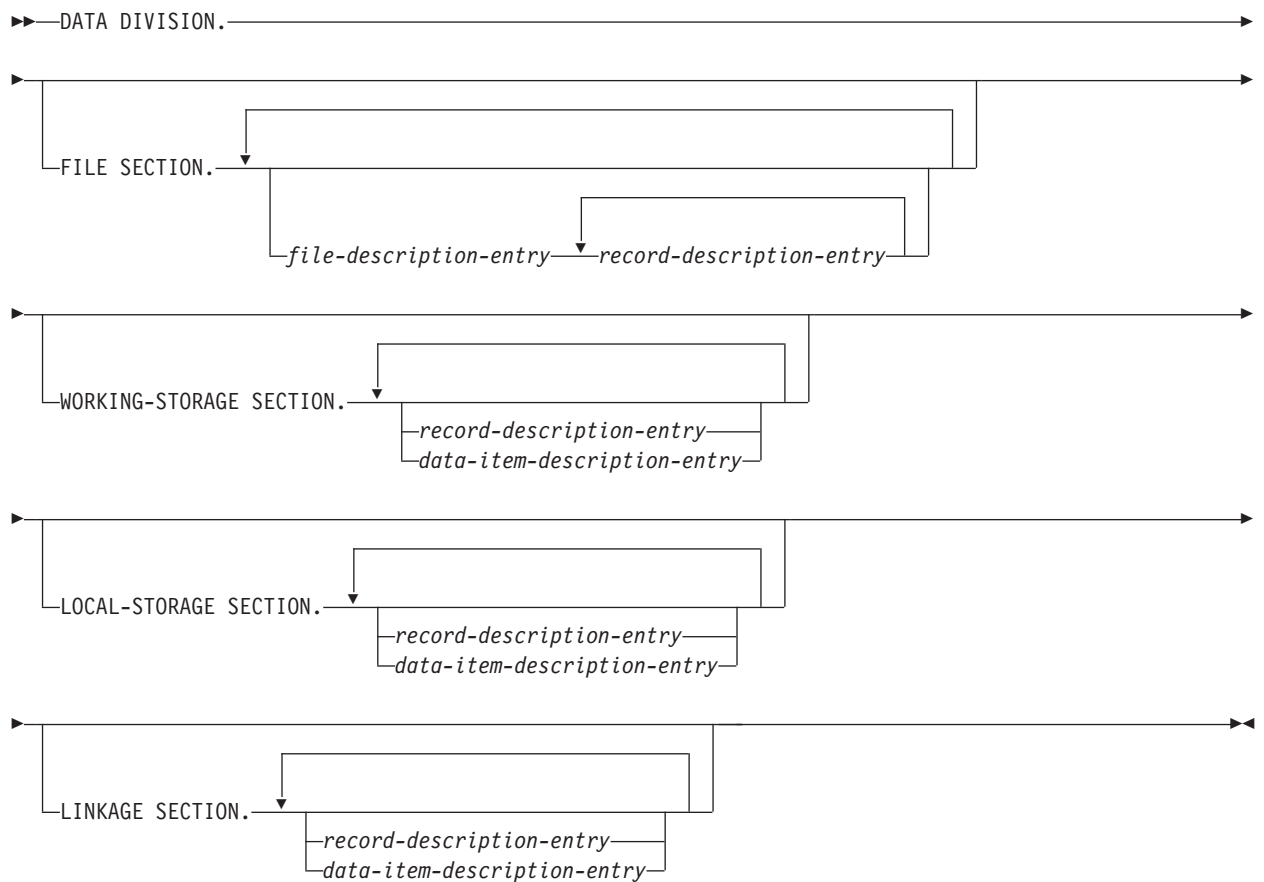 DATA DIVISION.
FILE SECTION.
file-description-entry record-description-entry
WORKING-STORAGE SECTION.
record-description-entry
data-item-description-entry
LOCAL-STORAGE SECTION.
record-description-entry
data-item-description-entry
LINKAGE SECTION.
record-description-entry
data-item-description-entry